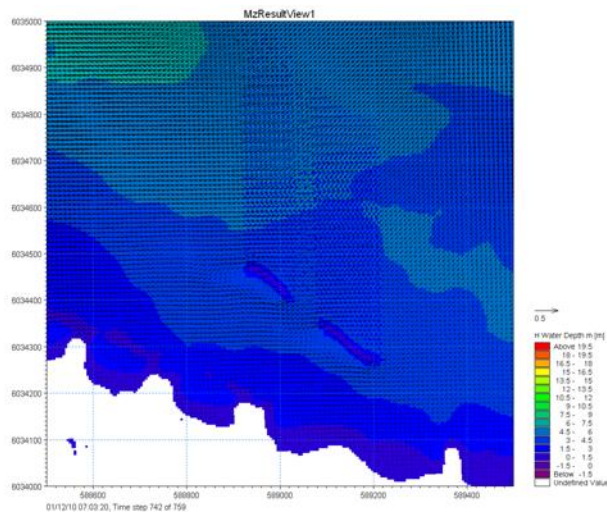 MzResultView1
6035000
6034900
6034800
6034700
6034600
6034500
6034400
6034300
6034200
6034100
6034000
588600
588800
589000
589200
589400
01/12/10 07:03:20, Time step 742 of 759
0.5
H Water Depth m [m]
Above 19.5
18 - 19.5
16.5 - 18
15 - 16.5
13.5 - 15
12 - 13.5
10.5 - 12
9 - 10.5
7.5 - 9
6 - 7.5
4.5 - 6
3 - 4.5
1.5 - 3
0 - 1.5
-1.5 - 0
Below -1.5
Undefined Value